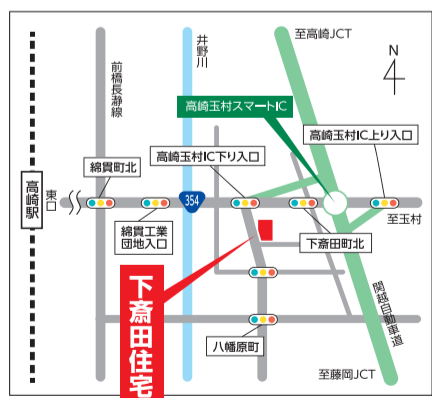 至高崎JCT
N
井野川
前橋長瀞線
高崎玉村スマートIC
高崎玉村IC上り入口
高崎玉村IC下り入口
綿貫町北
高崎駅
東口
354
至玉村
綿貫工業
団地入口
下斎田町北
下斎田住宅
関越自動車道
八幡原町
至藤岡JCT